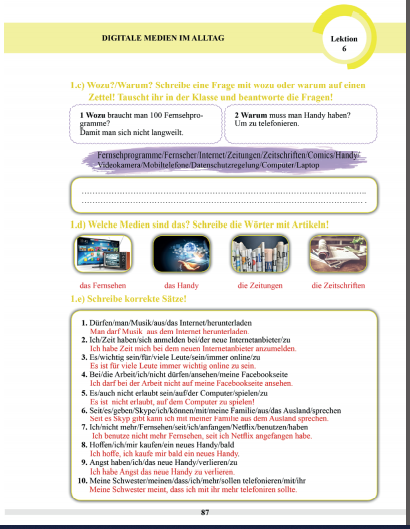 DIGITALE MEDIEN IM ALLTAG
Lektion
6
1.c) Wozu?/Warum? Schreibe eine Frage mit wozu oder warum auf einen
Zettel! Tauscht ihr in der Klasse und beantworte die Fragen!
1 Wozu braucht man 100 Fernsehpro-
gramme?
Damit man sich nicht langweilt.
2 Warum muss man Handy haben?
Um zu telefonieren.
Fernsehprogramme/Fernseher/Internet/Zeitungen/Zeitschriften/Comics/Handy/
Videokamera/Mobiltelefone/Datenschutzregelung/Computer/Laptop
1.d) Welche Medien sind das? Schreibe die Wörter mit Artikeln!
das Fernsehen
das Handy
die Zeitungen
die Zeitschriften
1.e) Schreibe korrekte Sätze!
1. Dürfen/man/Musik/aus/das Internet/herunterladen
Man darf Musik aus dem Internet herunterladen.
2. Ich/Zeit haben/sich anmelden bei/der neue Internetanbieter/zu
Ich habe Zeit mich bei dem neuen Internetanbieter anzumelden.
3. Es/wichtig sein/für/viele Leute/sein/immer online/zu
Es ist für viele Leute immer wichtig online zu sein.
4. Bei/die Arbeit/ich/nicht dürfen/ansehen/meine Facebookseite
Ich darf bei der Arbeit nicht auf meine Facebookseite ansehen.
5. Es/auch nicht erlaubt sein/auf/der Computer/spielen/zu
Es ist nicht erlaubt, auf dem Computer zu spielen!
6. Seit/es/geben/Skype/ich/können/mit/meine Familie/aus/das Ausland/sprechen
Seit es Skyp gibt kann ich mit meiner Familie aus dem Ausland sprechen.
7. Ich/nicht mehr/Fernsehen/seit/ich/anfangen/Netflix/benutzen/haben
Ich benutze nicht mehr Fernsehen, seit ich Netflix angefangen habe.
8. Hoffen/ich/mir kaufen/ein neues Handy/bald
Ich hoffe, ich kaufe mir bald ein neues Handy.
9. Angst haben/ich/das neue Handy/verlieren/zu
Ich habe Angst das neue Handy zu verlieren.
10. Meine Schwester/meinen/dass/ich/mehr/sollen telefonieren/mit/ihr
Meine Schwester meint, dass ich mit ihr mehr telefoniren sollte.
87